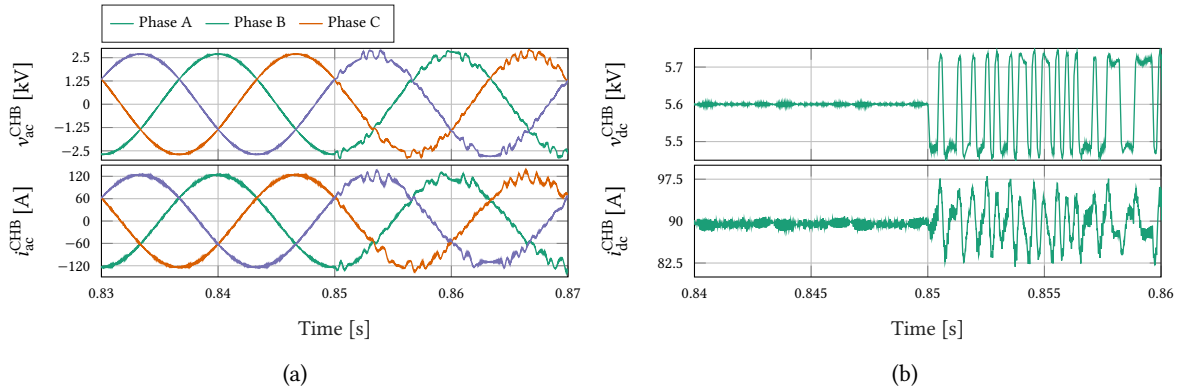 Phase A Phase B Phase C
2.5
1.25
0
−1.25
−2.5
v_ac^CHB [kV]
120
60
0
−60
−120
i_ac^CHB [A]
0.83 0.84 0.85 0.86 0.87
Time [s]
(a)
5.7
5.6
5.5
v_dc^CHB [kV]
97.5
90
82.5
i_dc^CHB [A]
0.84 0.845 0.85 0.855 0.86
Time [s]
(b)